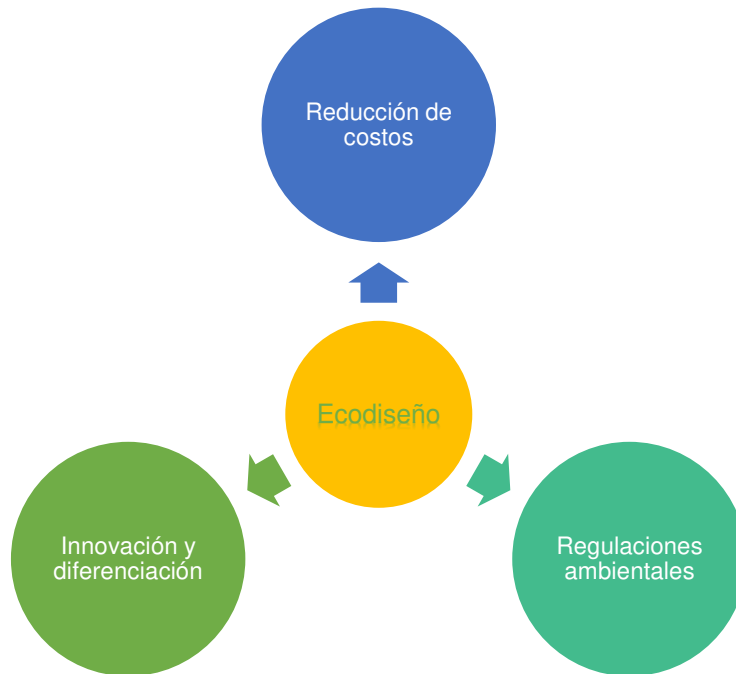 Reducción de
costos
Ecodiseño
Innovación y
diferenciación
Regulaciones
ambientales